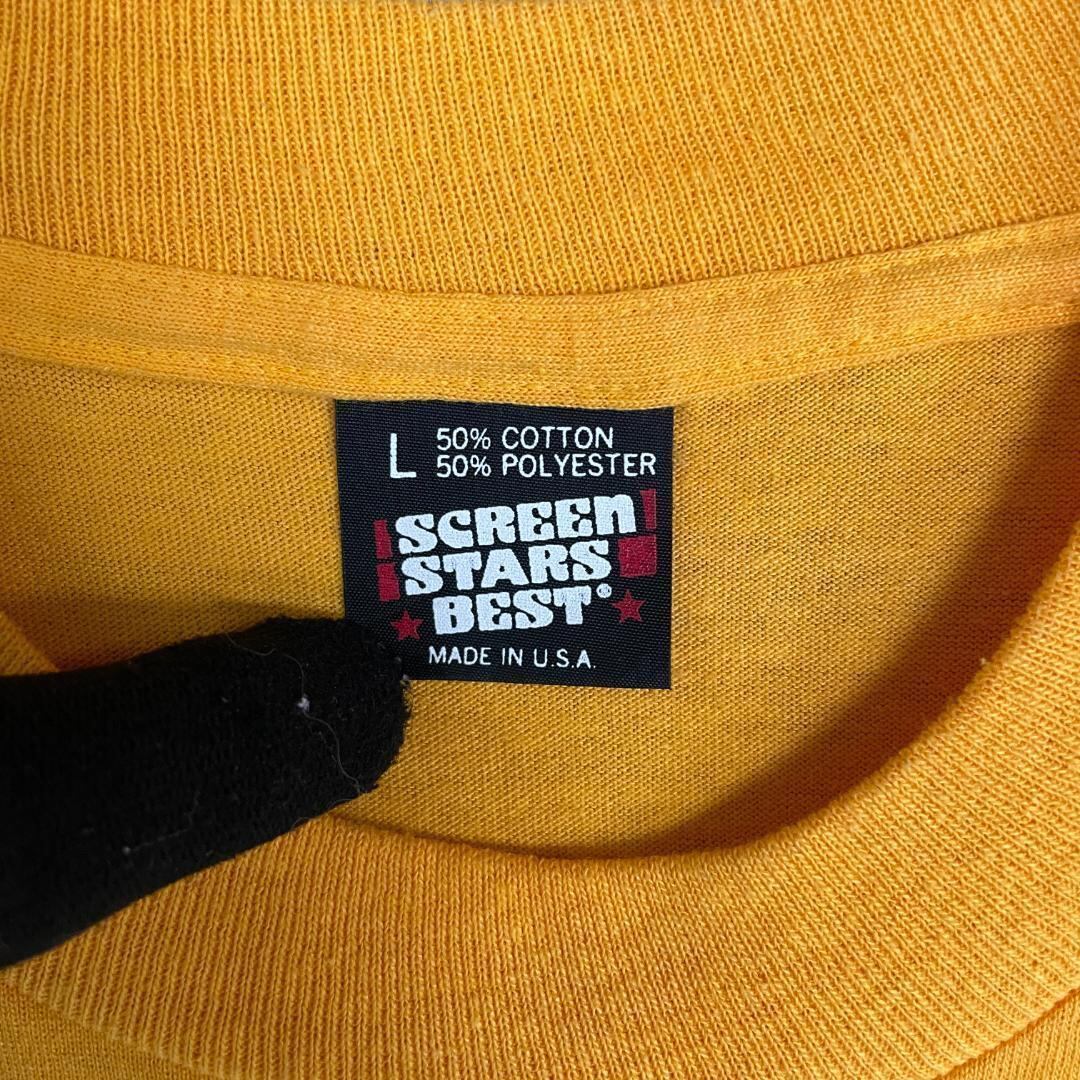 L 50% COTTON
50% POLYESTER
SCREEN
STARS
BEST®
MADE IN U.S.A.